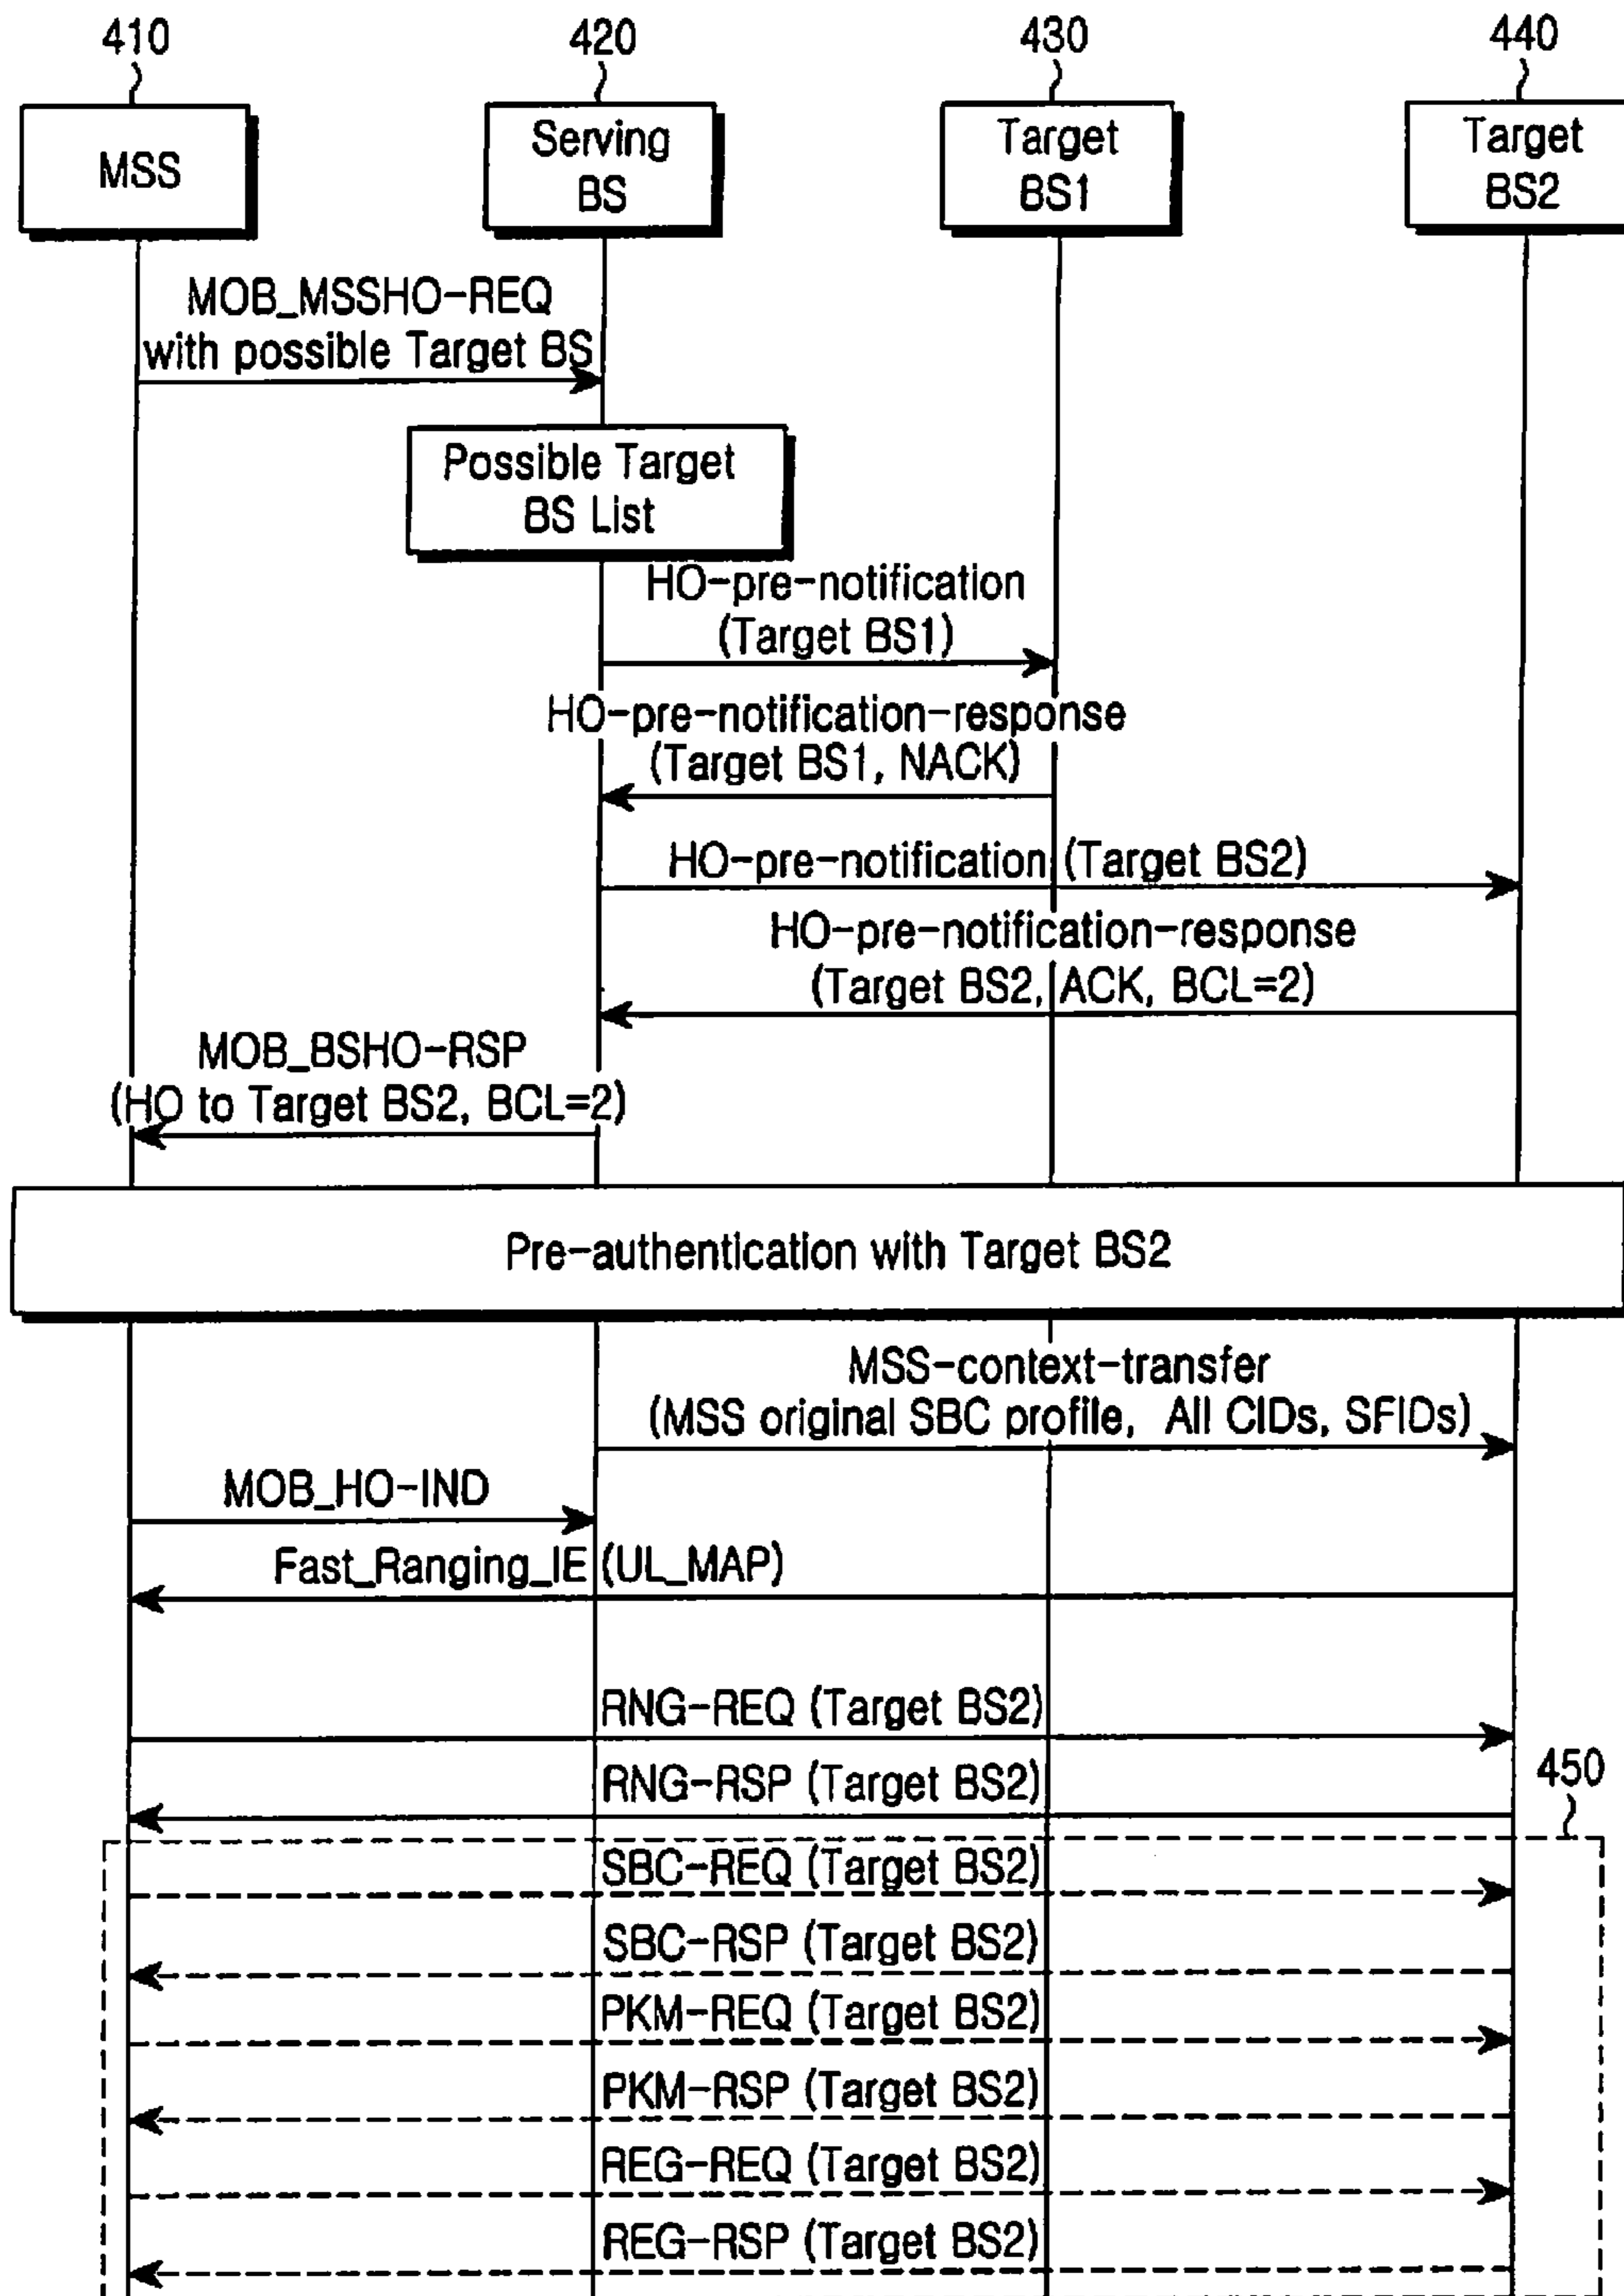 410
420
430
440
MSS
Serving
BS
Target
BS1
Target
BS2
MOB_MSSHO-REQ
with possible Target BS
Possible Target
BS List
HO-pre-notification
(Target BS1)
HO-pre-notification-response
(Target BS1, NACK)
HO-pre-notification (Target BS2)
HO-pre-notification-response
(Target BS2, ACK, BCL=2)
MOB_BSHO-RSP
(HO to Target BS2, BCL=2)
Pre-authentication with Target BS2
MSS-context-transfer
(MSS original SBC profile, All CIDs, SFIDs)
MOB_HO-IND
Fast_Ranging_IE (UL_MAP)
RNG-REQ (Target BS2)
RNG-RSP (Target BS2)
450
SBC-REQ (Target BS2)
SBC-RSP (Target BS2)
PKM-REQ (Target BS2)
PKM-RSP (Target BS2)
REG-REQ (Target BS2)
REG-RSP (Target BS2)